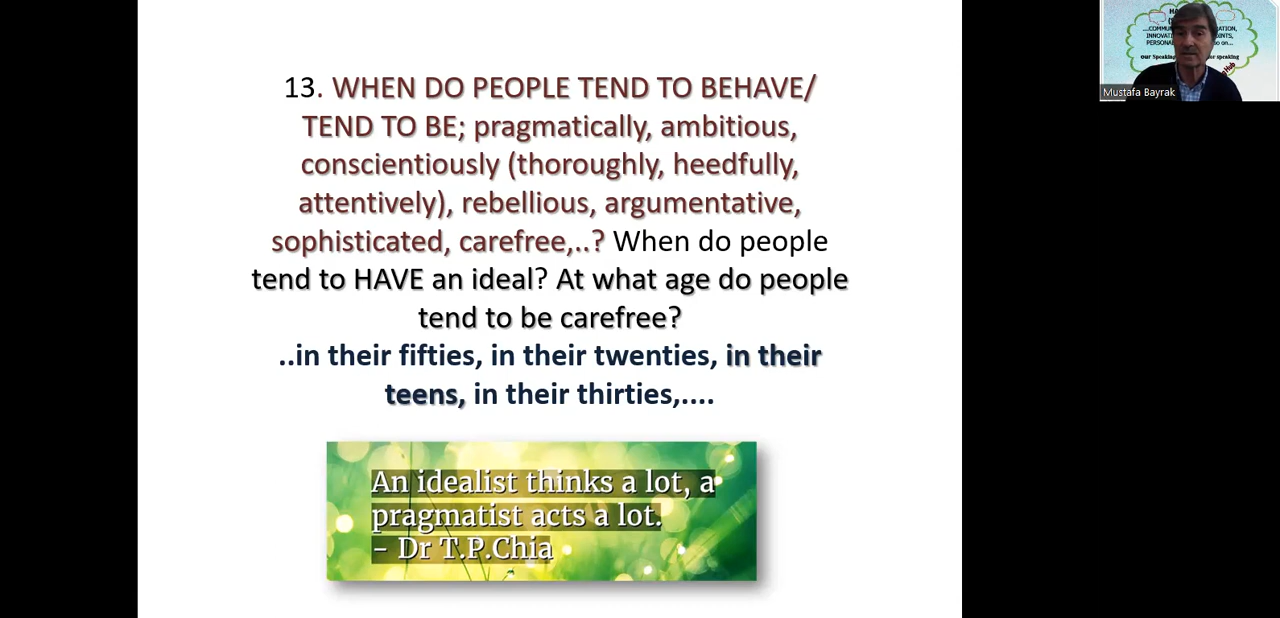 13. WHEN DO PEOPLE TEND TO BEHAVE/
TEND TO BE; pragmatically, ambitious,
conscientiously (thoroughly, heedfully,
attentively), rebellious, argumentative,
sophisticated, carefree,..? When do people
tend to HAVE an ideal? At what age do people
tend to be carefree?
..in their fifties, in their twenties, in their
teens, in their thirties,....
An idealist thinks a lot, a
pragmatist acts a lot.
– Dr T.P.Chia
our Speaking
speaking
Mustafa Bayrak